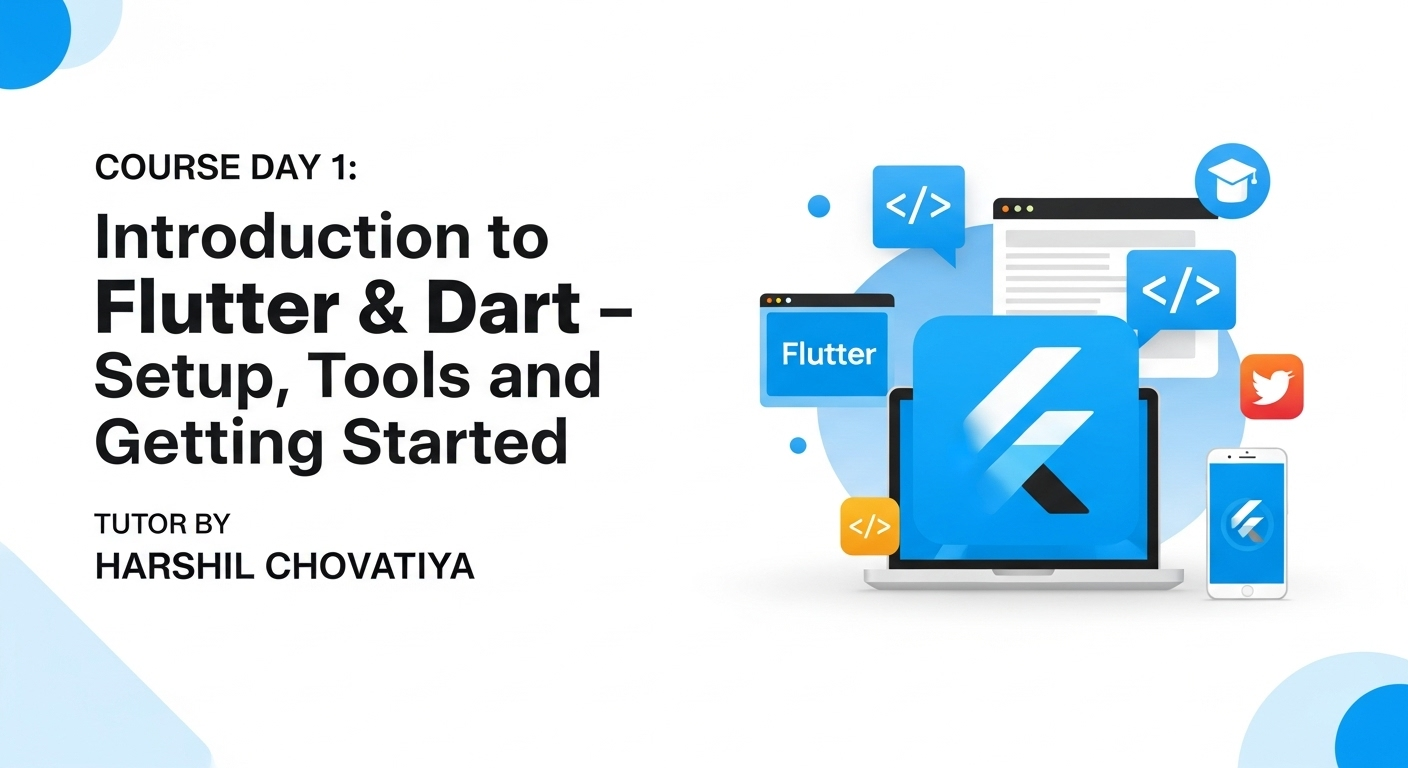 COURSE DAY 1:
Introduction to
Flutter & Dart –
Setup, Tools and
Getting Started
TUTOR BY
HARSHIL CHOVATIYA
</>
</>
Flutter
</>